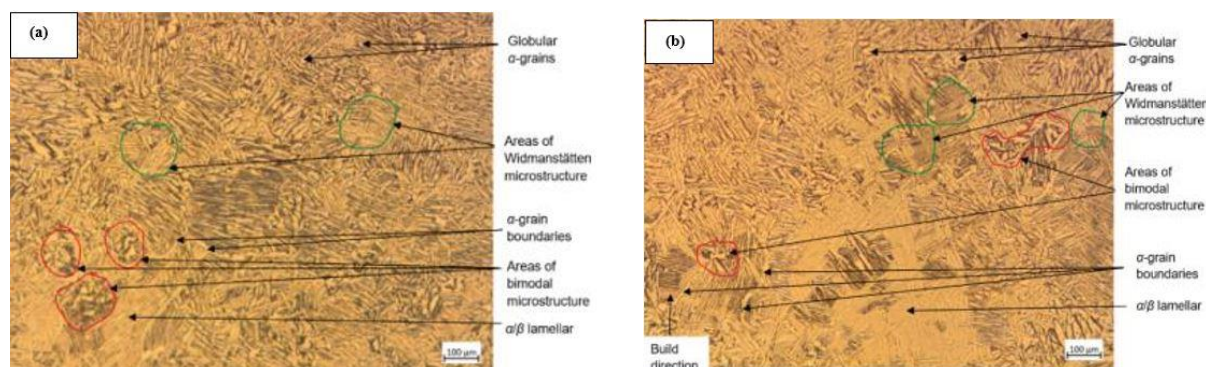 (a)
Globular
α-grains
Areas of
Widmanstätten
microstructure
α-grain
boundaries
Areas of
bimodal
microstructure
α/β lamellar
100 μm
(b)
Globular
α-grains
Areas of
Widmanstätten
microstructure
Areas of
bimodal
microstructure
α-grain
boundaries
α/β lamellar
Build
direction
100 μm